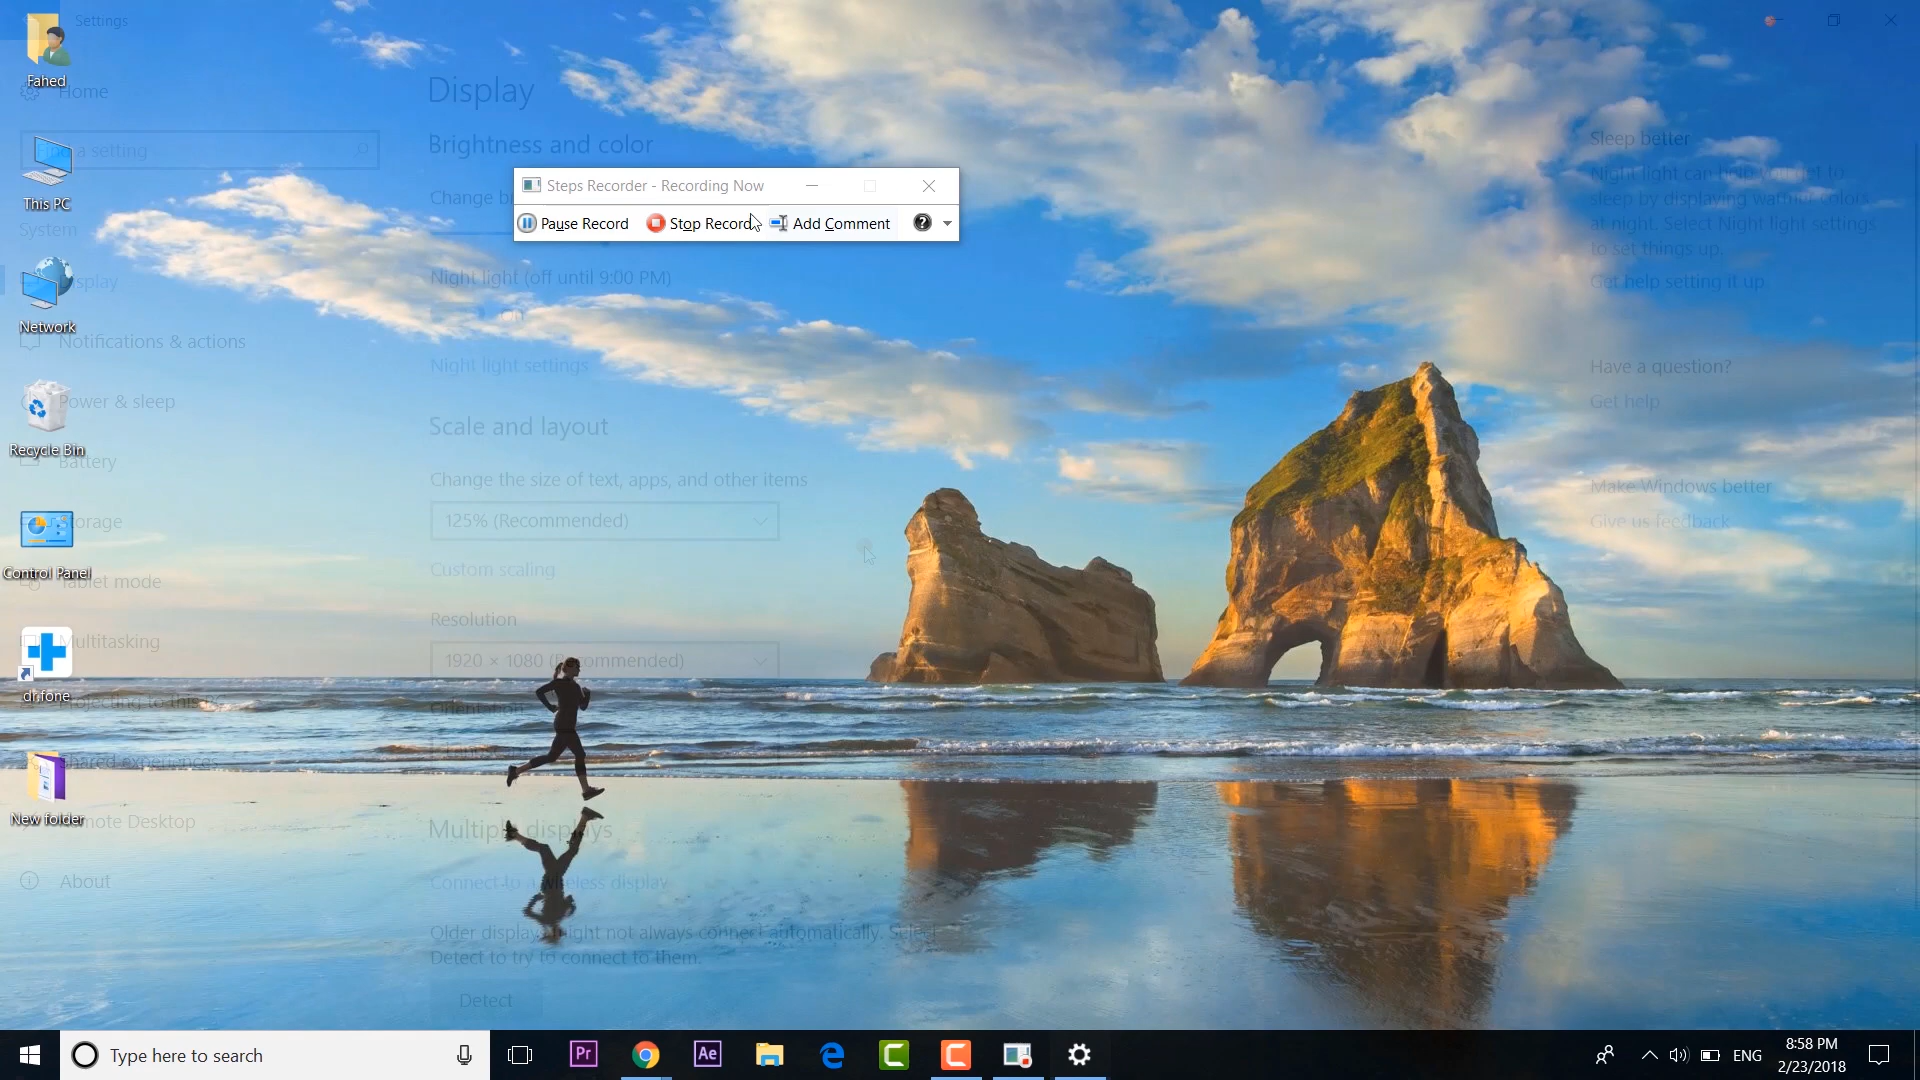 Settings
Fahed
Home
Find a setting
This PC
System
Display
Network
Notifications & actions
Power & sleep
Recycle Bin
Battery
Storage
Control Panel
Tablet mode
Multitasking
dr.fone
Projecting to this PC
Shared experiences
New folder
Remote Desktop
About
Display
Brightness and color
Change br
Steps Recorder - Recording Now
Pause Record
Stop Record
Add Comment
Night light (off until 9:00 PM)
Night light settings
Scale and layout
Change the size of text, apps, and other items
125% (Recommended)
Custom scaling
Resolution
1920 × 1080 (Recommended)
Orientation
Multiple displays
Connect to a wireless display
Older displays might not always connect automatically. Select
Detect to try to connect to them.
Detect
Sleep better
Night light can help you get to
sleep by displaying warmer colors
at night. Select Night light settings
to set things up.
Get help setting it up
Have a question?
Get help
Make Windows better
Give us feedback
Type here to search
Pr
Ae
ENG
8:58 PM
2/23/2018